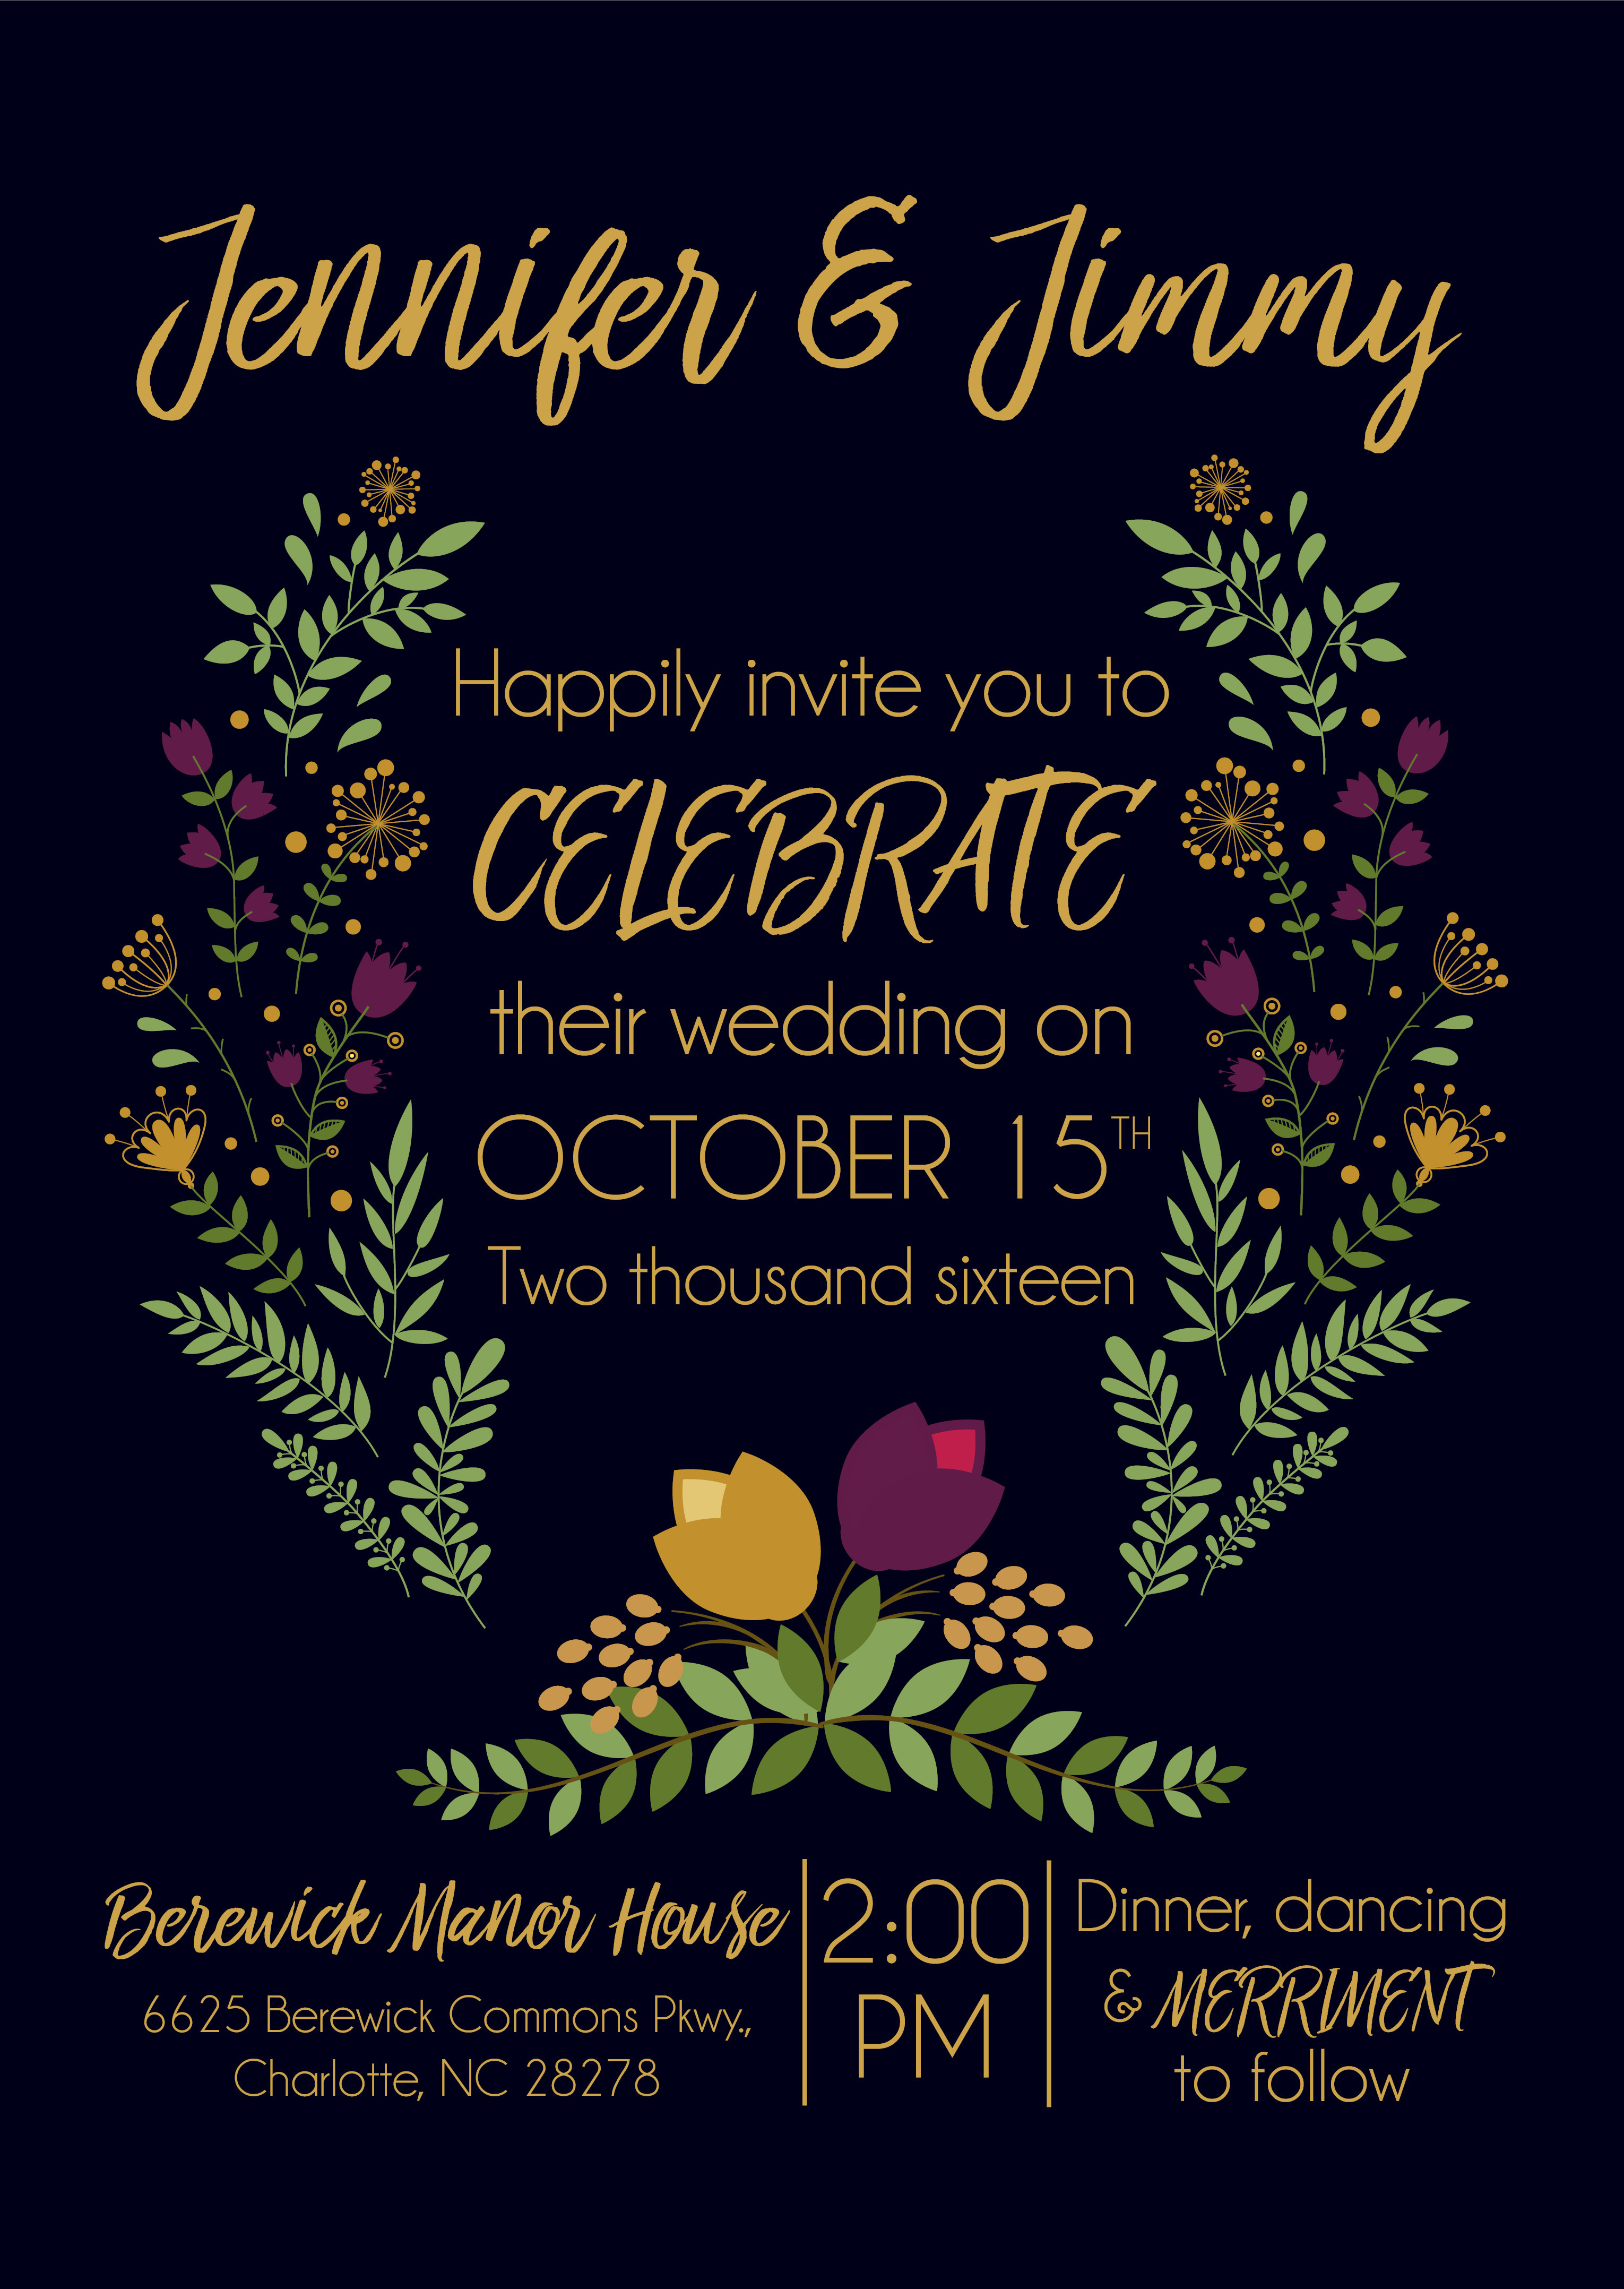 Jennifer & Jimmy
Happily invite you to
CELEBRATE
their wedding on
OCTOBER 15TH
Two thousand sixteen
Berewick Manor House
6625 Berewick Commons Pkwy.,
Charlotte, NC 28278
2:00
PM
Dinner, dancing
& MERRIMENT
to follow